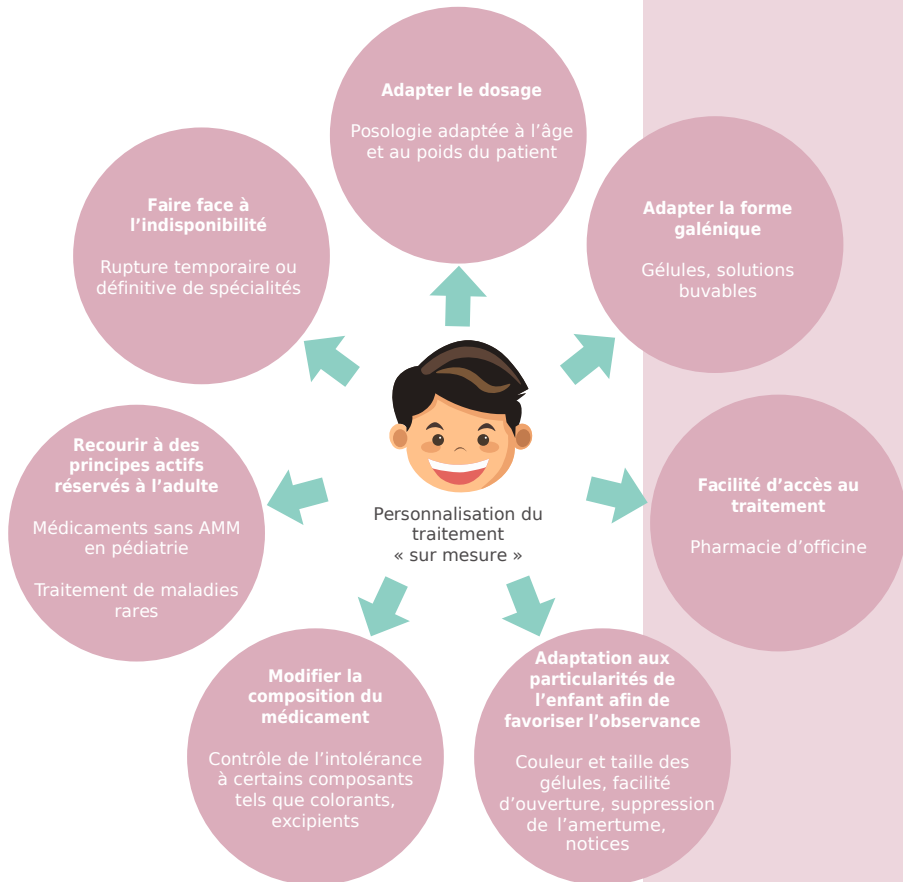 Adapter le dosage
Posologie adaptée à l’âge
et au poids du patient
Adapter la forme
galénique
Gélules, solutions
buvables
Facilité d’accès au
traitement
Pharmacie d’officine
Adaptation aux
particularités de
l’enfant afin de
favoriser l’observance
Couleur et taille des
gélules, facilité
d’ouverture, suppression
de l’amertume,
notices
Modifier la
composition du
médicament
Contrôle de l’intolérance
à certains composants
tels que colorants,
excipients
Recourir à des
principes actifs
réservés à l’adulte
Médicaments sans AMM
en pédiatrie
Traitement de maladies
rares
Faire face à
l’indisponibilité
Rupture temporaire ou
définitive de spécialités
Personnalisation du
traitement
« sur mesure »